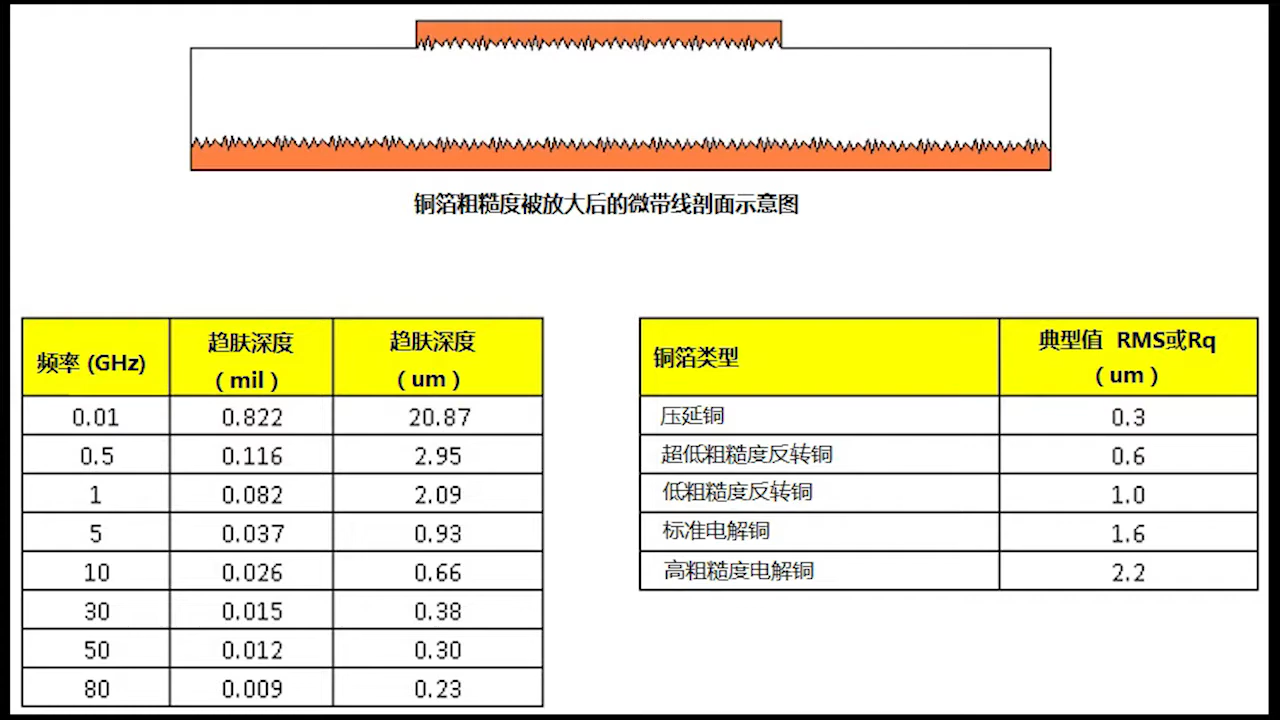 铜箔粗糙度被放大后的微带线剖面示意图
频率 (GHz) 趋肤深度（mil） 趋肤深度（um）
0.01 0.822 20.87
0.5 0.116 2.95
1 0.082 2.09
5 0.037 0.93
10 0.026 0.66
30 0.015 0.38
50 0.012 0.30
80 0.009 0.23
铜箔类型 典型值 RMS或Rq（um）
压延铜 0.3
超低粗糙度反转铜 0.6
低粗糙度反转铜 1.0
标准电解铜 1.6
高粗糙度电解铜 2.2